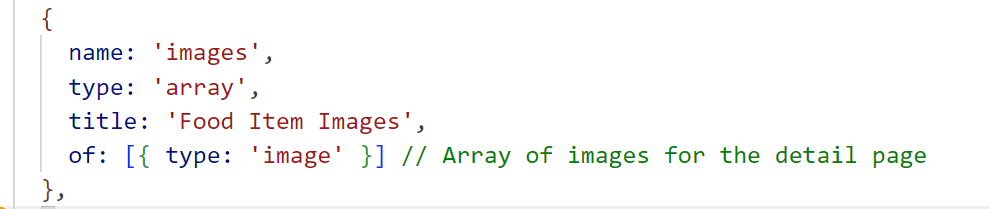 {
name: 'images',
type: 'array',
title: 'Food Item Images',
of: [{ type: 'image' }] // Array of images for the detail page
},